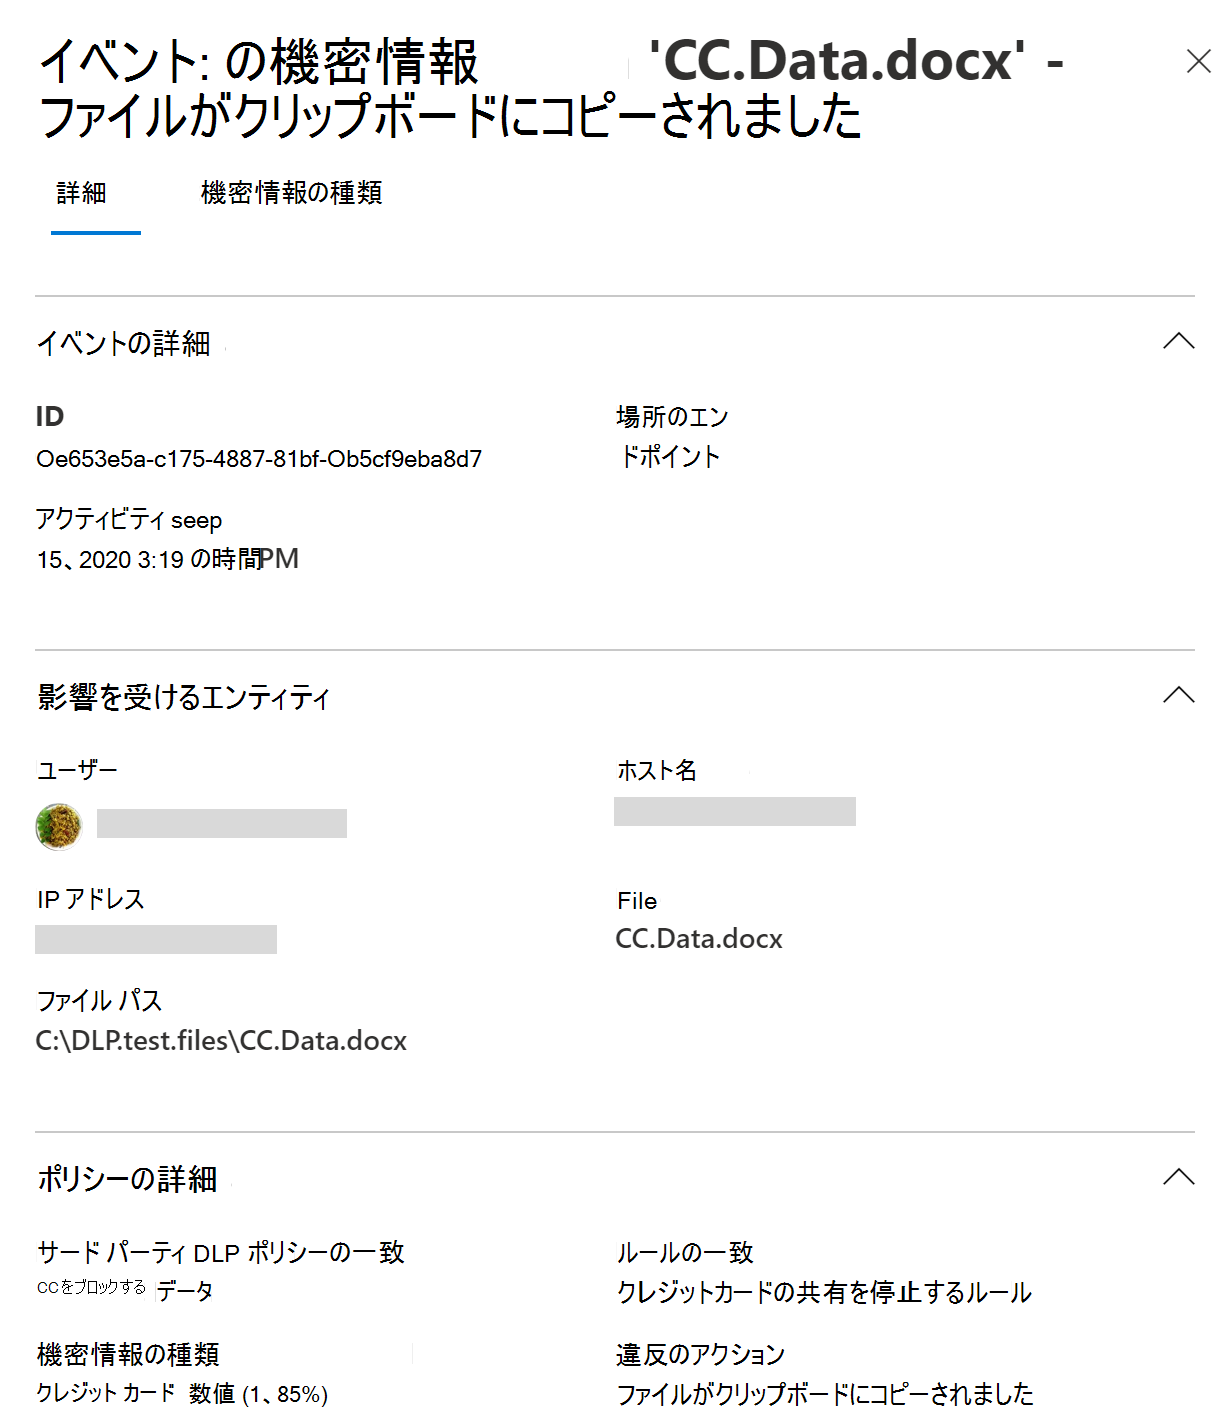 イベント: の機密情報 'CC.Data.docx' -
ファイルがクリップボードにコピーされました
詳細 機密情報の種類
イベントの詳細
ID
Oe653e5a-c175-4887-81bf-Ob5cf9eba8d7
場所のエン
ドポイント
アクティビティ seep
15、2020 3:19 の時間PM
影響を受けるエンティティ
ユーザー
ホスト名
IP アドレス
File
CC.Data.docx
ファイル パス
C:\DLP.test.files\CC.Data.docx
ポリシーの詳細
サード パーティ DLP ポリシーの一致
CCをブロックする データ
ルールの一致
クレジットカードの共有を停止するルール
機密情報の種類
クレジット カード 数値 (1、85%)
違反のアクション
ファイルがクリップボードにコピーされました